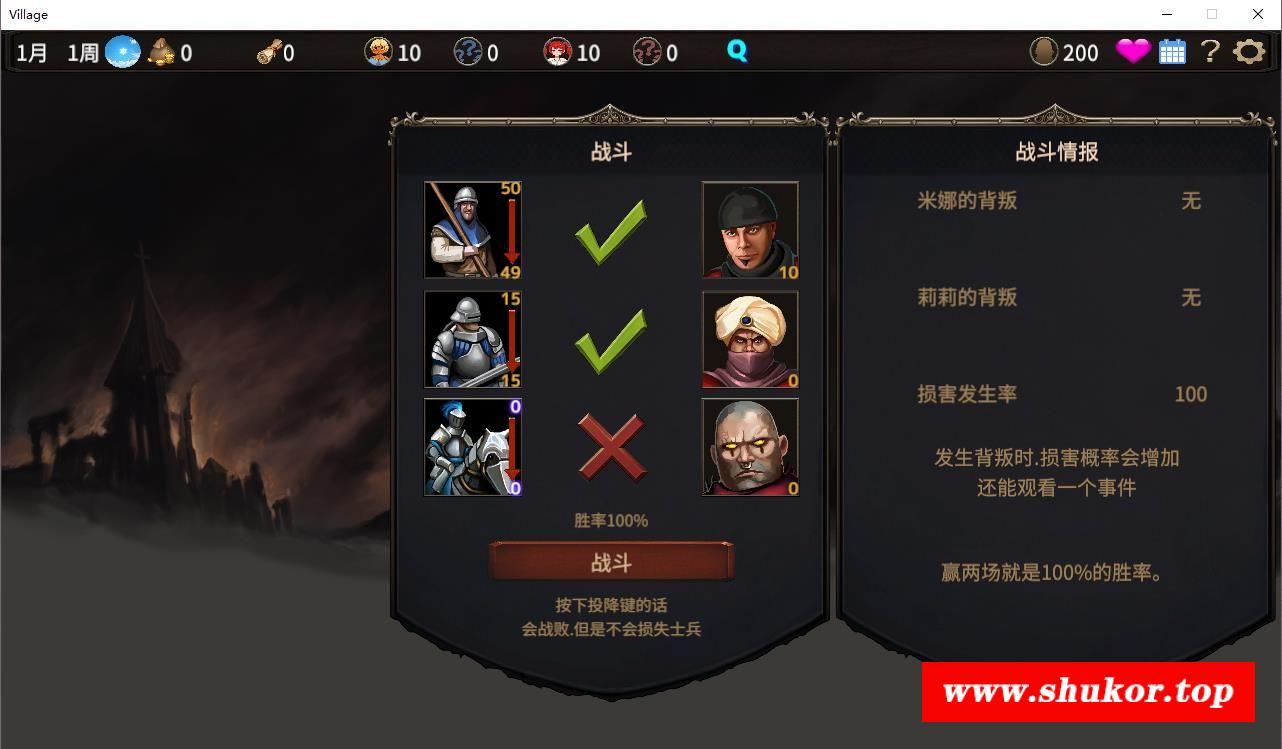 Village
1月 1周 0 0 10 0 10 0 Q 200 ?
战斗
50
49
10
15
15
0
0
0
0
胜率100%
战斗
按下投降键的话
会战败.但是不会损失士兵
战斗情报
米娜的背叛 无
莉莉的背叛 无
损害发生率 100
发生背叛时.损害概率会增加
还能观看一个事件
赢两场就是100%的胜率。
www.shukor.top